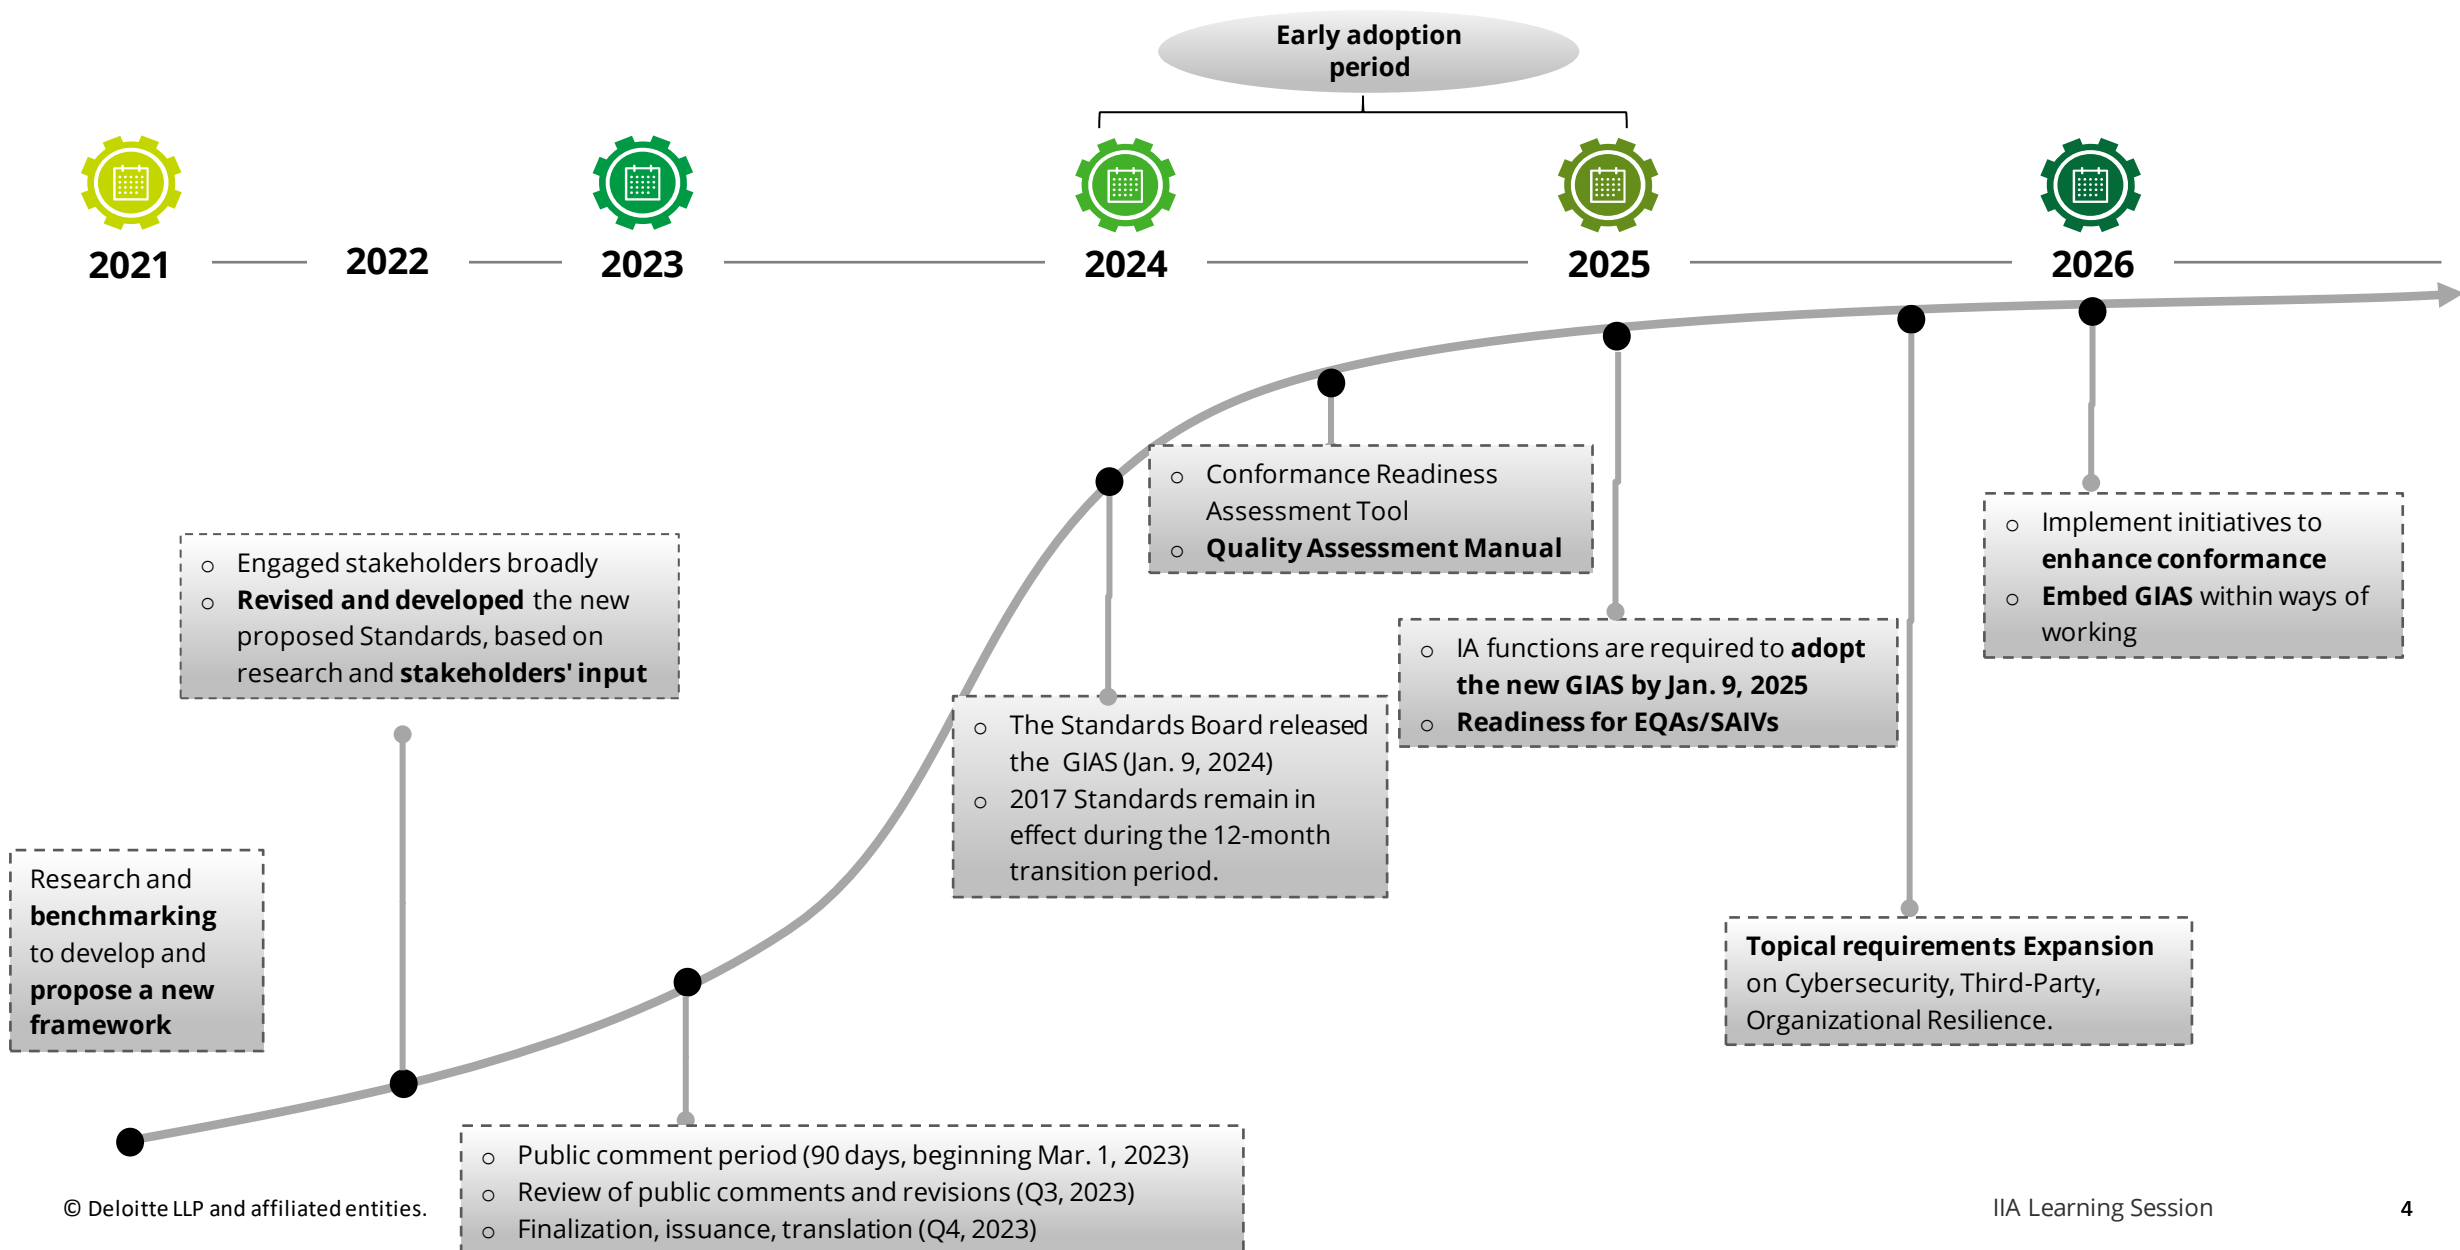 Early adoption
period
2021
2022
2023
2024
2025
2026
Research and
benchmarking
to develop and
propose a new
framework
o Engaged stakeholders broadly
o Revised and developed the new
proposed Standards, based on
research and stakeholders' input
o Public comment period (90 days, beginning Mar. 1, 2023)
o Review of public comments and revisions (Q3, 2023)
o Finalization, issuance, translation (Q4, 2023)
o The Standards Board released
the GIAS (Jan. 9, 2024)
o 2017 Standards remain in
effect during the 12-month
transition period.
o Conformance Readiness
Assessment Tool
o Quality Assessment Manual
o IA functions are required to adopt
the new GIAS by Jan. 9, 2025
o Readiness for EQAs/SAIVs
Topical requirements Expansion
on Cybersecurity, Third-Party,
Organizational Resilience.
o Implement initiatives to
enhance conformance
o Embed GIAS within ways of
working
© Deloitte LLP and affiliated entities.
IIA Learning Session
4